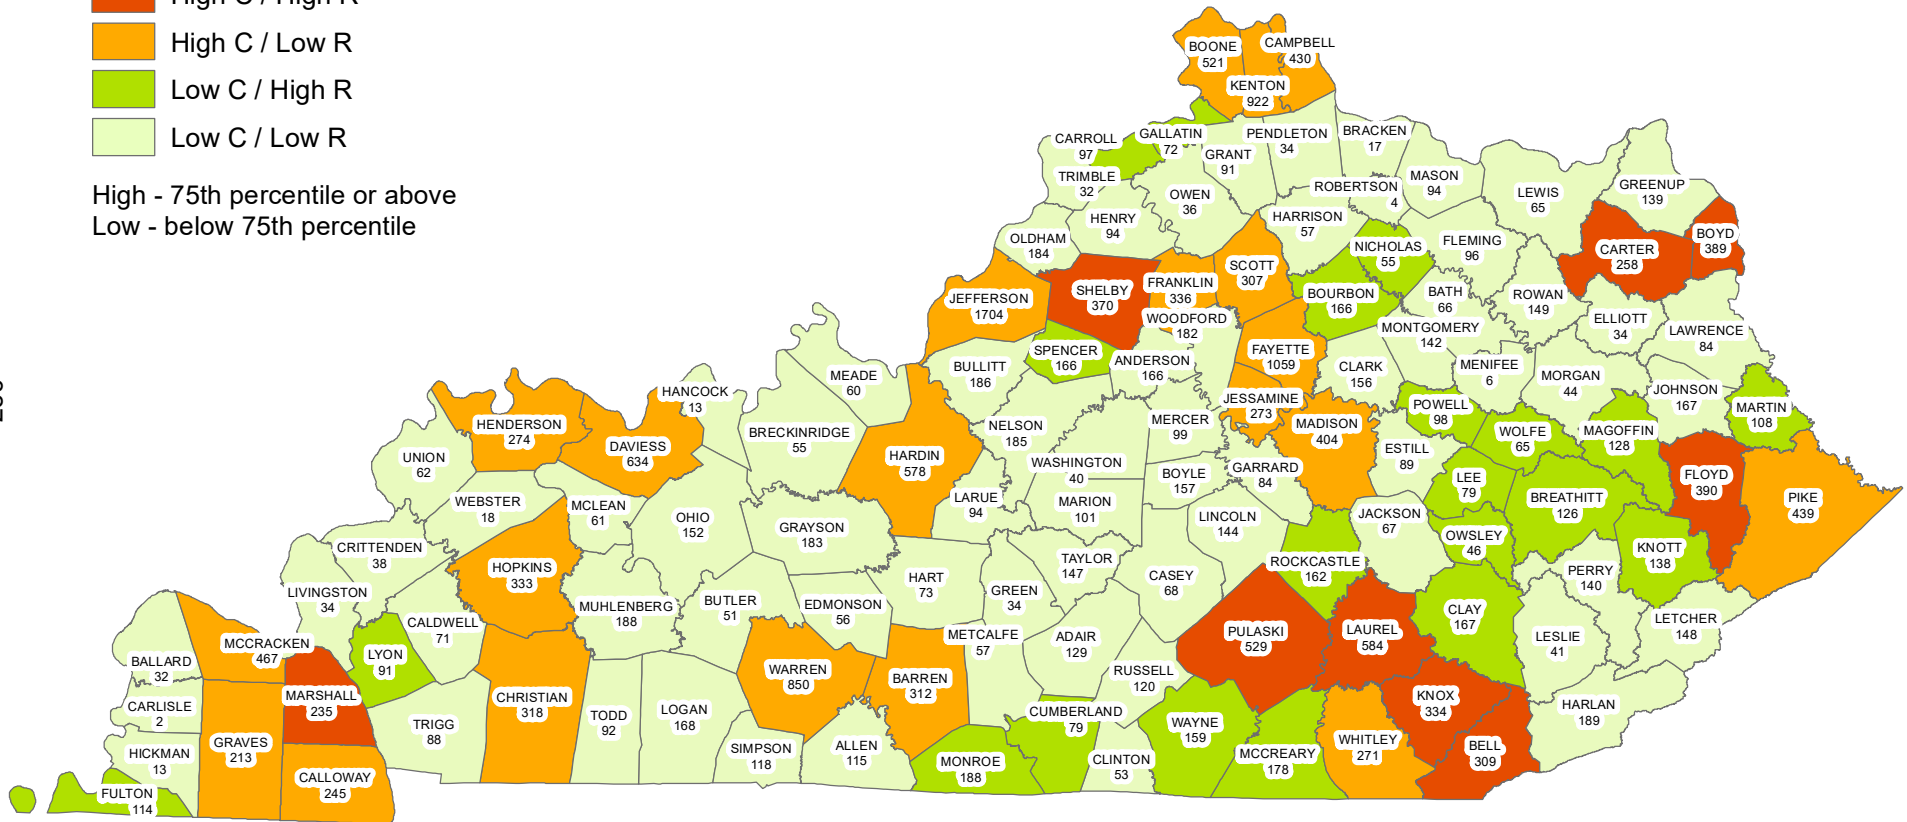 High C / High R
High C / Low R
Low C / High R
Low C / Low R
High - 75th percentile or above
Low - below 75th percentile
BOONE
521
CAMPBELL
430
KENTON
922
CARROLL
97
GALLATIN
72
PENDLETON
34
BRACKEN
17
GRANT
91
TRIMBLE
32
OWEN
36
ROBERTSON
4
MASON
94
LEWIS
65
GREENUP
139
HENRY
94
HARRISON
57
OLDHAM
184
NICHOLAS
55
FLEMING
96
CARTER
258
BOYD
389
JEFFERSON
1704
SHELBY
370
FRANKLIN
336
SCOTT
307
BOURBON
166
BATH
66
ROWAN
149
ELLIOTT
34
LAWRENCE
84
WOODFORD
182
MONTGOMERY
142
SPENCER
166
ANDERSON
166
FAYETTE
1059
CLARK
156
MENIFEE
6
MORGAN
44
JOHNSON
167
MARTIN
108
BULLITT
186
MEADE
60
HANCOCK
13
JESSAMINE
273
POWELL
98
WOLFE
65
MAGOFFIN
128
HENDERSON
274
DAVIESS
634
BRECKINRIDGE
55
HARDIN
578
NELSON
185
MERCER
99
MADISON
404
ESTILL
89
UNION
62
WASHINGTON
40
BOYLE
157
GARRARD
84
LEE
79
BREATHITT
126
FLOYD
390
PIKE
439
WEBSTER
18
MCLEAN
61
OHIO
152
GRAYSON
183
LARUE
94
MARION
101
LINCOLN
144
JACKSON
67
OWSLEY
46
KNOTT
138
CRITTENDEN
38
HOPKINS
333
HART
73
TAYLOR
147
CASEY
68
ROCKCASTLE
162
PERRY
140
LIVINGSTON
34
CALDWELL
71
MUHLENBERG
188
BUTLER
51
EDMONSON
56
GREEN
34
CLAY
167
LETCHER
148
MCCRACKEN
467
LYON
91
METCALFE
57
ADAIR
129
PULASKI
529
LAUREL
584
LESLIE
41
BALLARD
32
WARREN
850
BARREN
312
RUSSELL
120
CARLISLE
2
MARSHALL
235
CHRISTIAN
318
TODD
92
LOGAN
168
KNOX
334
HARLAN
189
TRIGG
88
CUMBERLAND
79
WAYNE
159
HICKMAN
13
GRAVES
213
SIMPSON
118
ALLEN
115
MONROE
188
CLINTON
53
MCCREARY
178
WHITLEY
271
BELL
309
CALLOWAY
245
FULTON
114